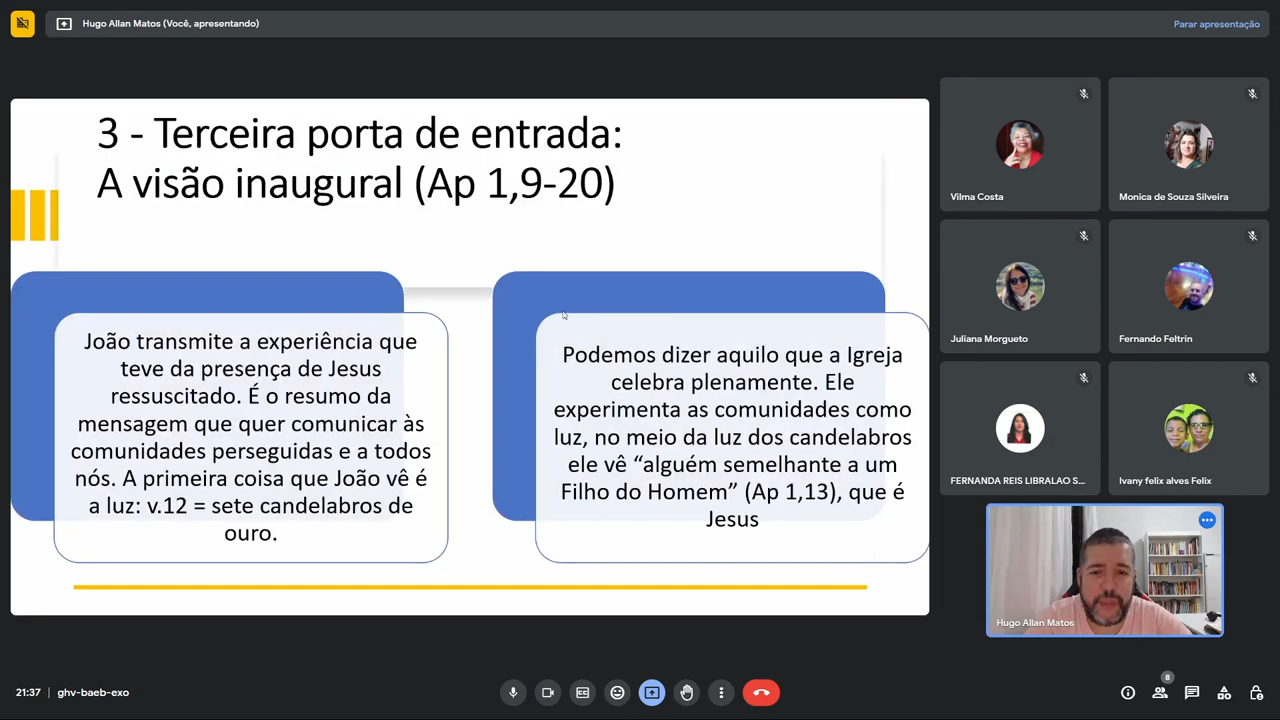 Hugo Allan Matos (Você, apresentando)
Parar apresentação
3 - Terceira porta de entrada:
A visão inaugural (Ap 1,9-20)
João transmite a experiência que
teve da presença de Jesus
ressuscitado. É o resumo da
mensagem que quer comunicar às
comunidades perseguidas e a todos
nós. A primeira coisa que João vê é
a luz: v.12 = sete candelabros de
ouro.
Podemos dizer aquilo que a Igreja
celebra plenamente. Ele
experimenta as comunidades como
luz, no meio da luz dos candelabros
ele vê “alguém semelhante a um
Filho do Homem” (Ap 1,13), que é
Jesus
Vilma Costa
Monica de Souza Silveira
Juliana Morgueto
Fernando Feltrin
FERNANDA REIS LIBRALAO S...
Ivany felix alves Felix
Hugo Allan Matos
21:37
ghv-baeb-exo
8